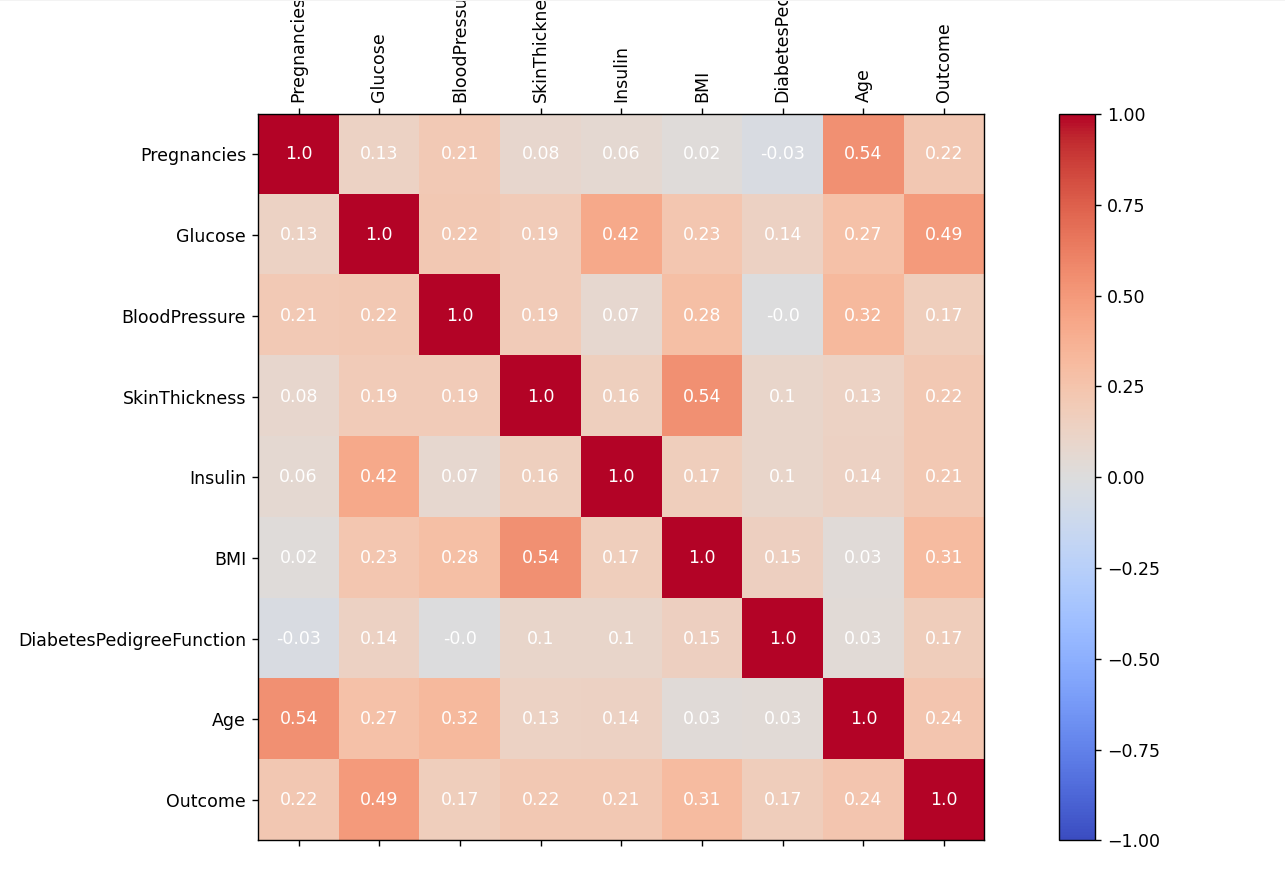 Pregnancies Glucose BloodPressu SkinThickne Insulin BMI DiabetesPed Age Outcome
Pregnancies 1.0 0.13 0.21 0.08 0.06 0.02 -0.03 0.54 0.22
Glucose 0.13 1.0 0.22 0.19 0.42 0.23 0.14 0.27 0.49
BloodPressure 0.21 0.22 1.0 0.19 0.07 0.28 -0.0 0.32 0.17
SkinThickness 0.08 0.19 0.19 1.0 0.16 0.54 0.1 0.13 0.22
Insulin 0.06 0.42 0.07 0.16 1.0 0.17 0.1 0.14 0.21
BMI 0.02 0.23 0.28 0.54 0.17 1.0 0.15 0.03 0.31
DiabetesPedigreeFunction -0.03 0.14 -0.0 0.1 0.1 0.15 1.0 0.03 0.17
Age 0.54 0.27 0.32 0.13 0.14 0.03 0.03 1.0 0.24
Outcome 0.22 0.49 0.17 0.22 0.21 0.31 0.17 0.24 1.0
1.00
0.75
0.50
0.25
0.00
−0.25
−0.50
−0.75
−1.00